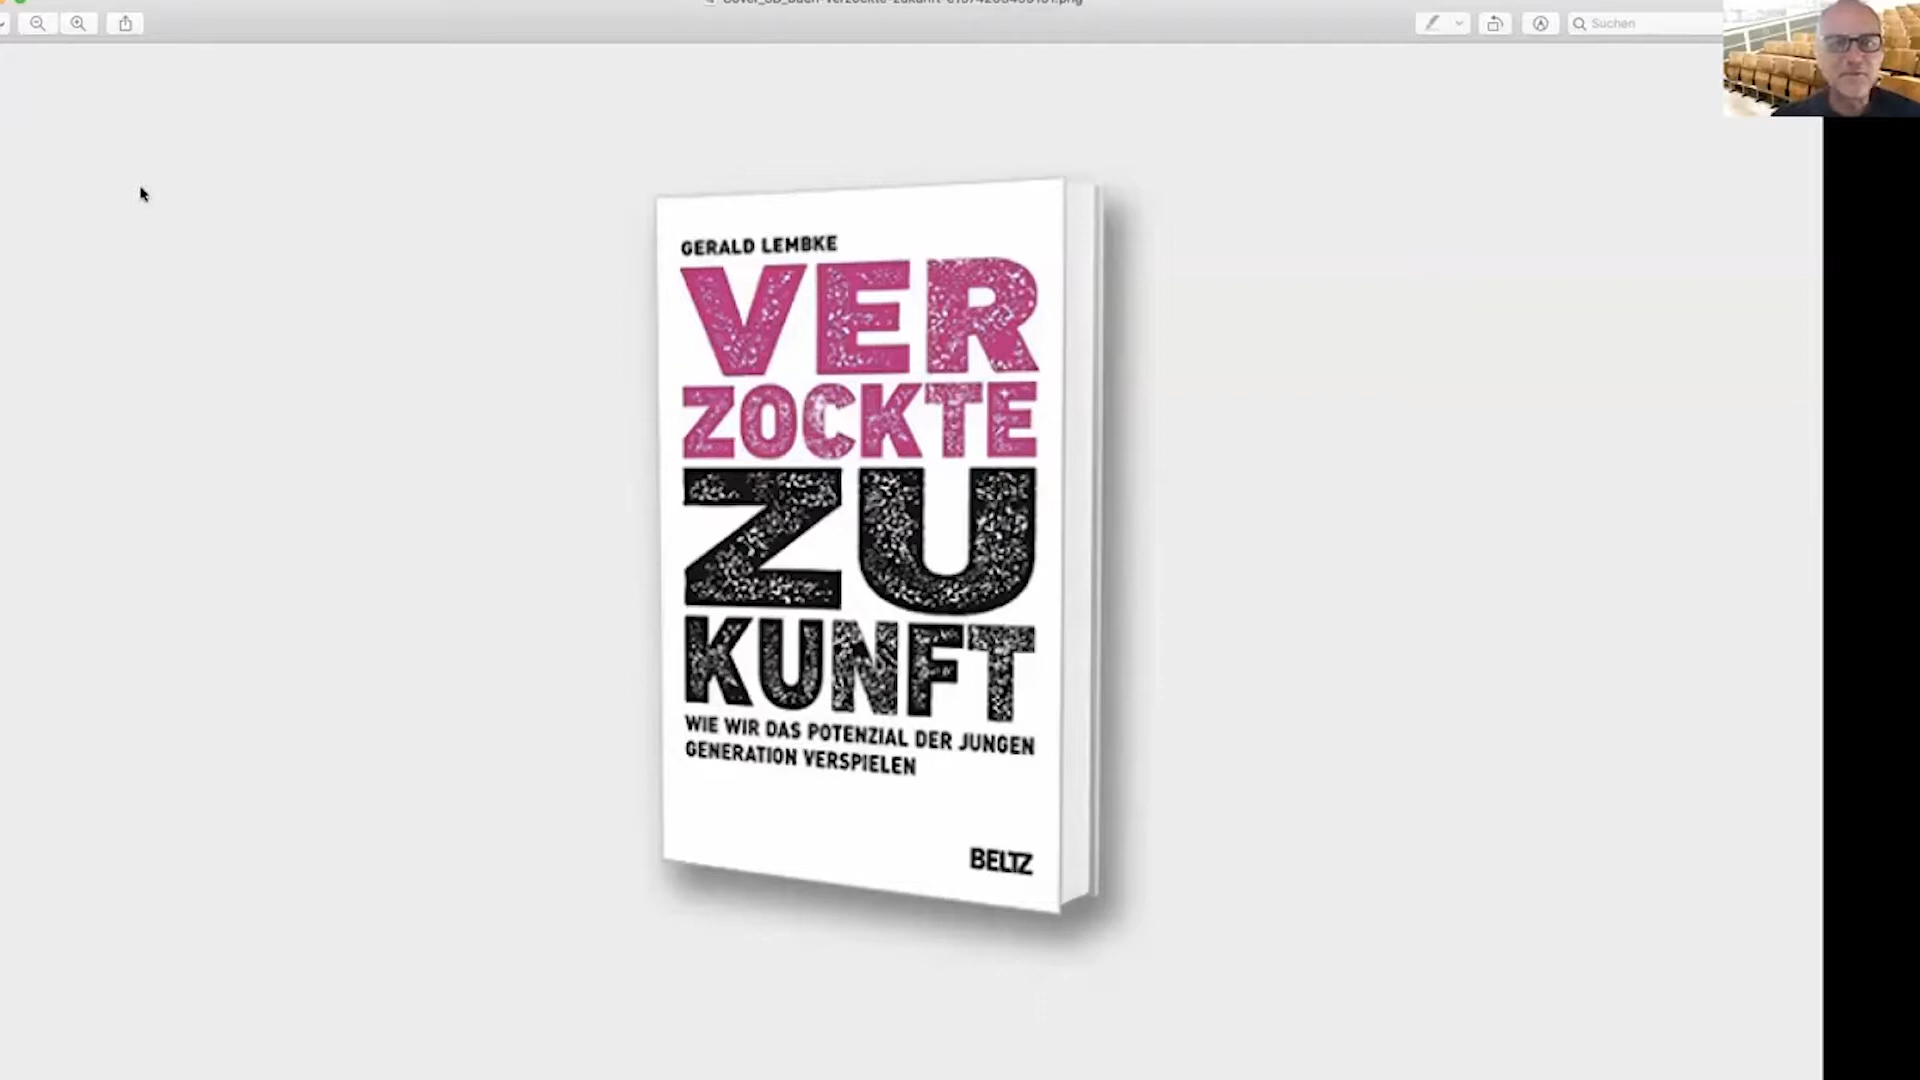 Suchen
GERALD LEMBKE
VER
ZOCKTE
ZU
KUNFT
WIE WIR DAS POTENZIAL DER JUNGEN
GENERATION VERSPIELEN
BELTZ